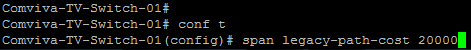 Comviva-TV-Switch-01#
Comviva-TV-Switch-01# conf t
Comviva-TV-Switch-01(config)# span legacy-path-cost 20000